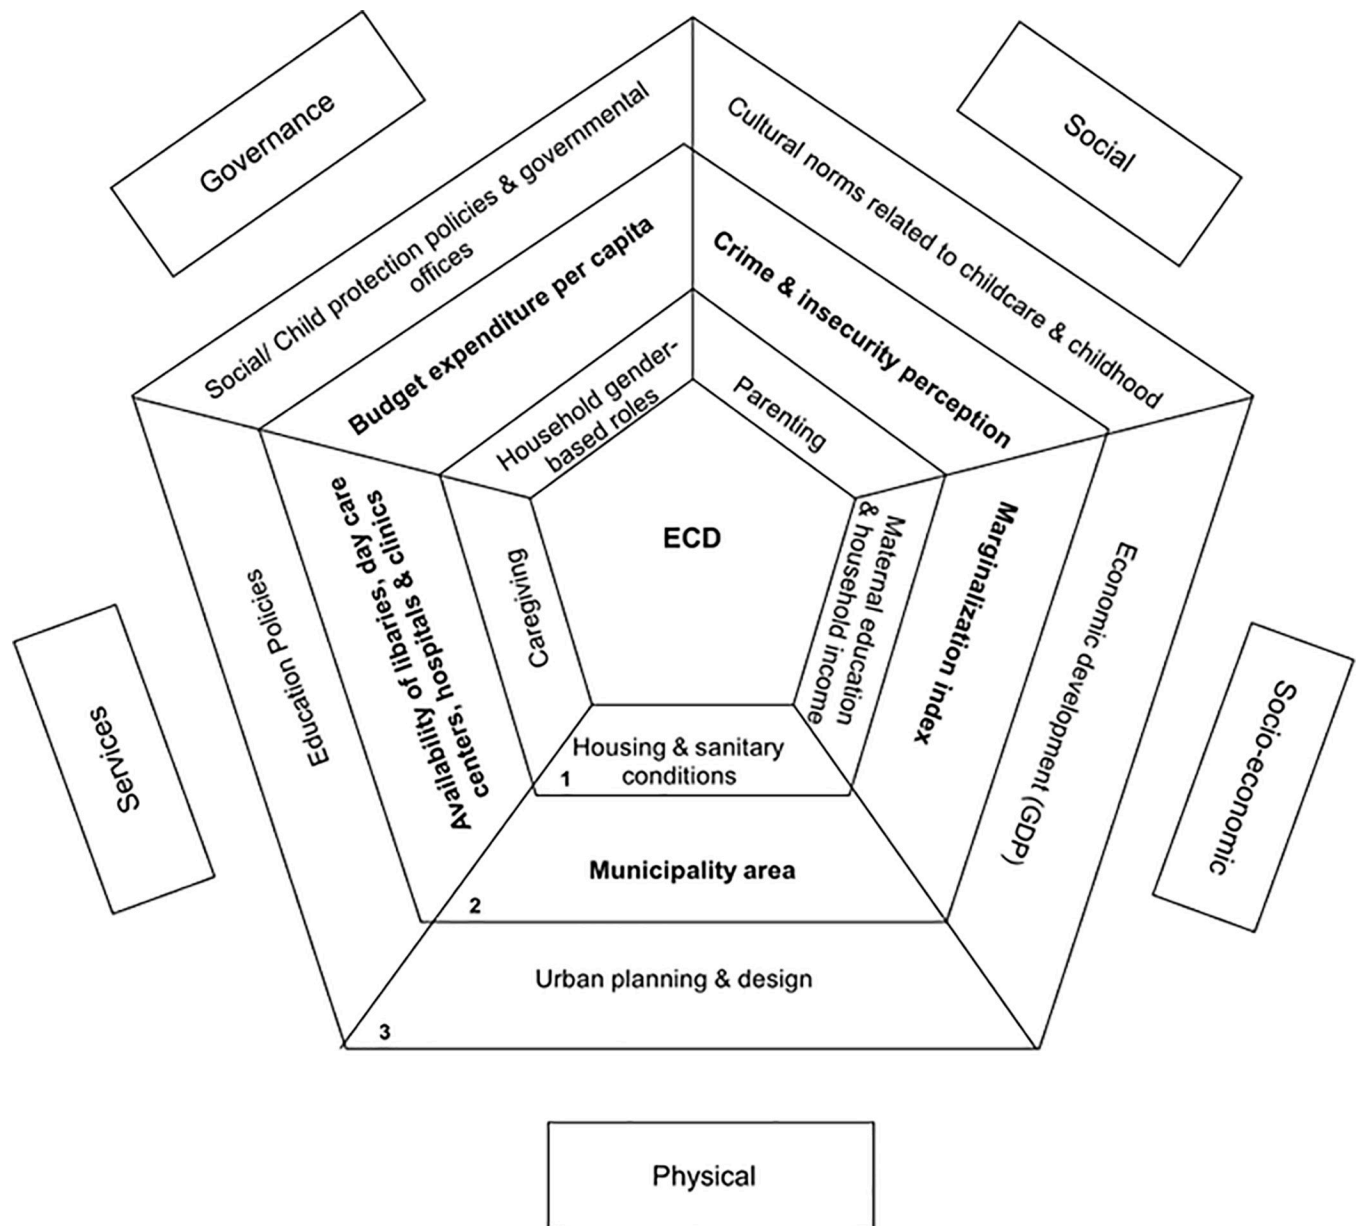 Governance
Social
Social/ Child protection policies & governmental
offices
Cultural norms related to childcare & childhood
Budget expenditure per capita
Crime & insecurity perception
Household gender-
based roles
Parenting
ECD
Services
Education Policies
Availability of libaries, day care
centers, hospitals & clinics
Caregiving
Maternal education
& household income
Marginalization index
Economic development (GDP)
Socio-economic
Housing & sanitary
conditions
1
Municipality area
2
Urban planning & design
3
Physical